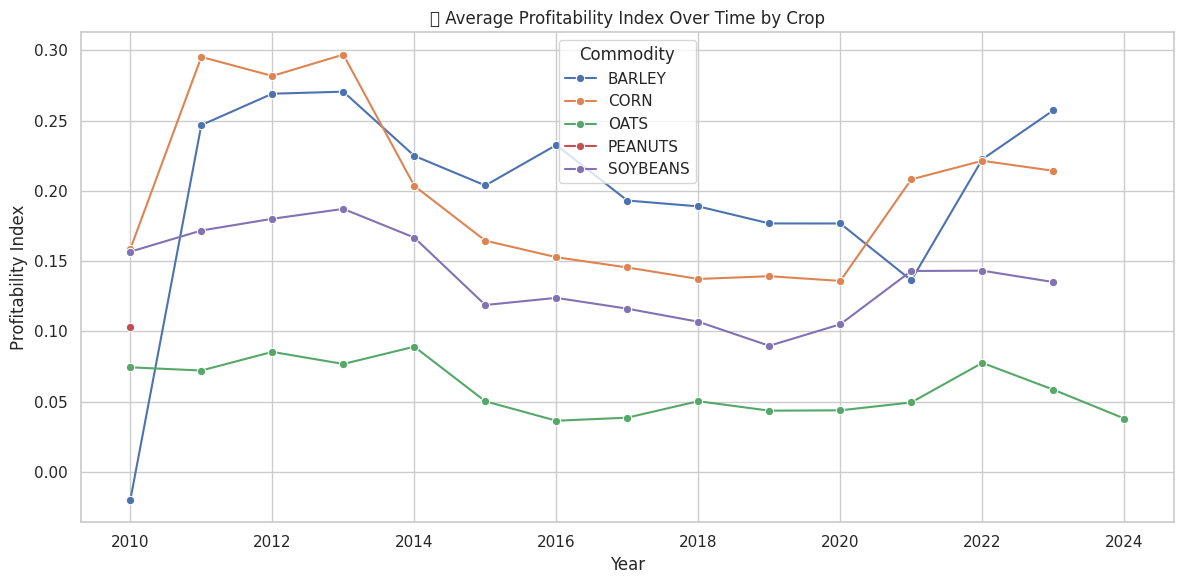 ▯ Average Profitability Index Over Time by Crop
Commodity
BARLEY
CORN
OATS
PEANUTS
SOYBEANS
Profitability Index
0.30
0.25
0.20
0.15
0.10
0.05
0.00
2010 2012 2014 2016 2018 2020 2022 2024
Year